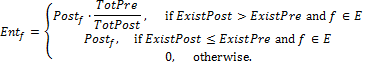 Ent_f = { Post_f · TotPre / TotPost, if ExistPost > ExistPre and f ∈ E
Post_f, if ExistPost ≤ ExistPre and f ∈ E
0, otherwise.